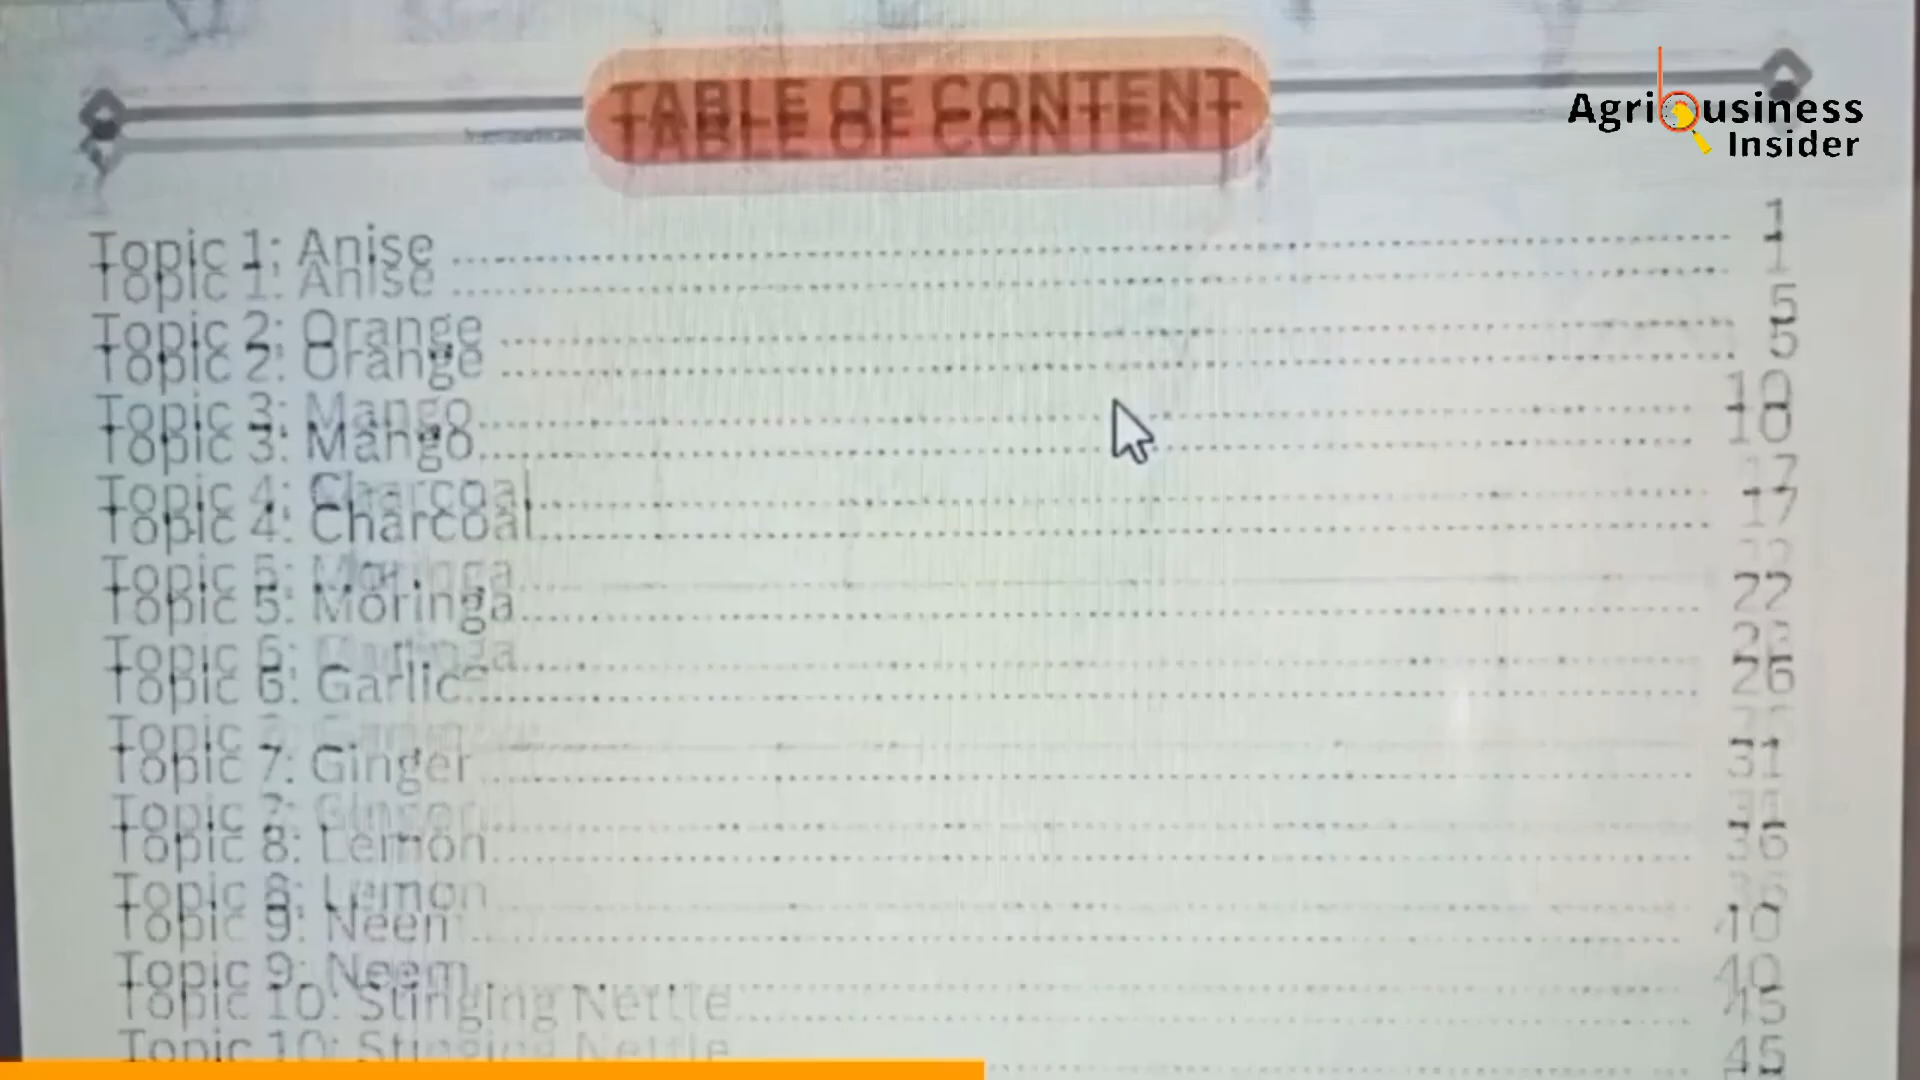 TABLE OF CONTENT
Agribusiness
Insider
Topic 1: Anise 1
Topic 2: Orange 5
Topic 3: Mango 10
Topic 4: Charcoal 17
Topic 5: Moringa 22
Topic 6: Garlic 26
Topic 7: Ginger 31
Topic 8: Lemon 36
Topic 9: Neem 40
Topic 10: Stinging Nettle 45